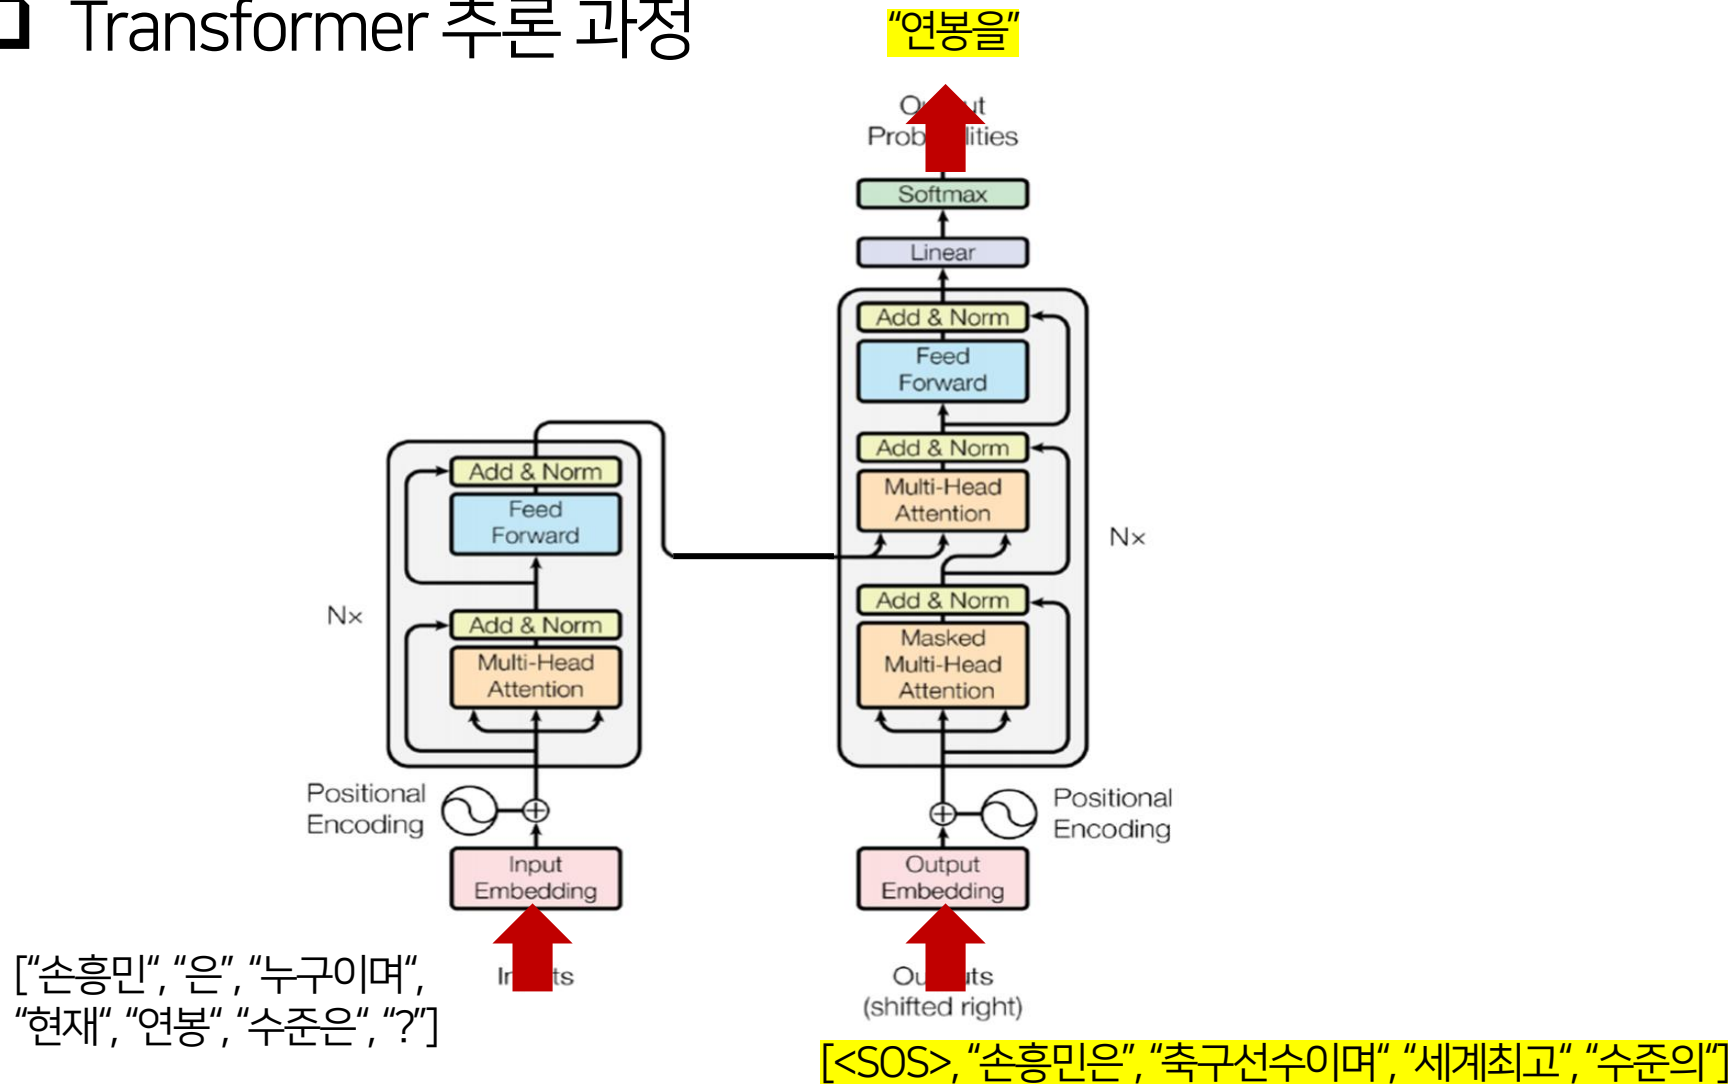 Transformer 추론 과정
“연봉을”
Output
Probabilities
Softmax
Linear
Add & Norm
Feed
Forward
Add & Norm
Multi-Head
Attention
Nx
Add & Norm
Masked
Multi-Head
Attention
Positional
Encoding
Output
Embedding
Outputs
(shifted right)
[<SOS>, “손흥민은”, “축구선수이며“, “세계최고“, “수준의“]
Add & Norm
Feed
Forward
Nx
Add & Norm
Multi-Head
Attention
Positional
Encoding
Input
Embedding
Inputs
[“손흥민“, “은”, “누구이며“,
“현재“, “연봉“, “수준은“, “?”]